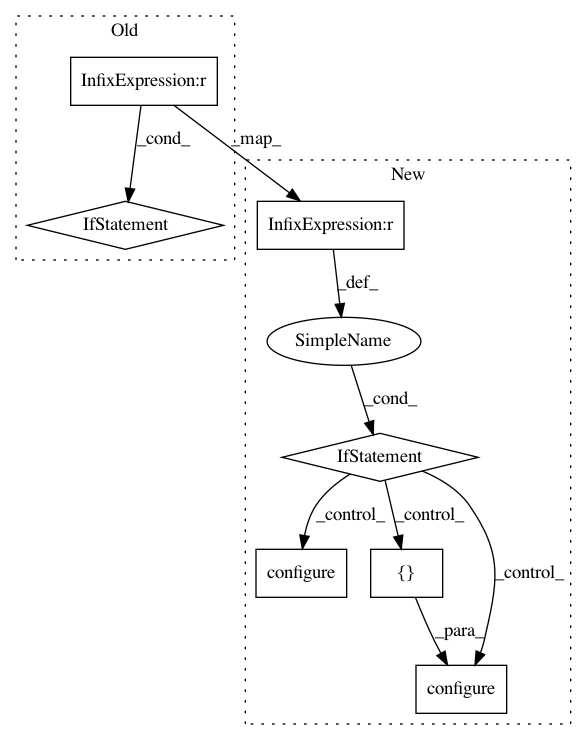 Old
InfixExpression:r
_cond_
_map_
New
IfStatement
InfixExpression:r
_def_
SimpleName
_cond_
IfStatement
_control_
_control_
_control_
configure
{}
_para_
configure